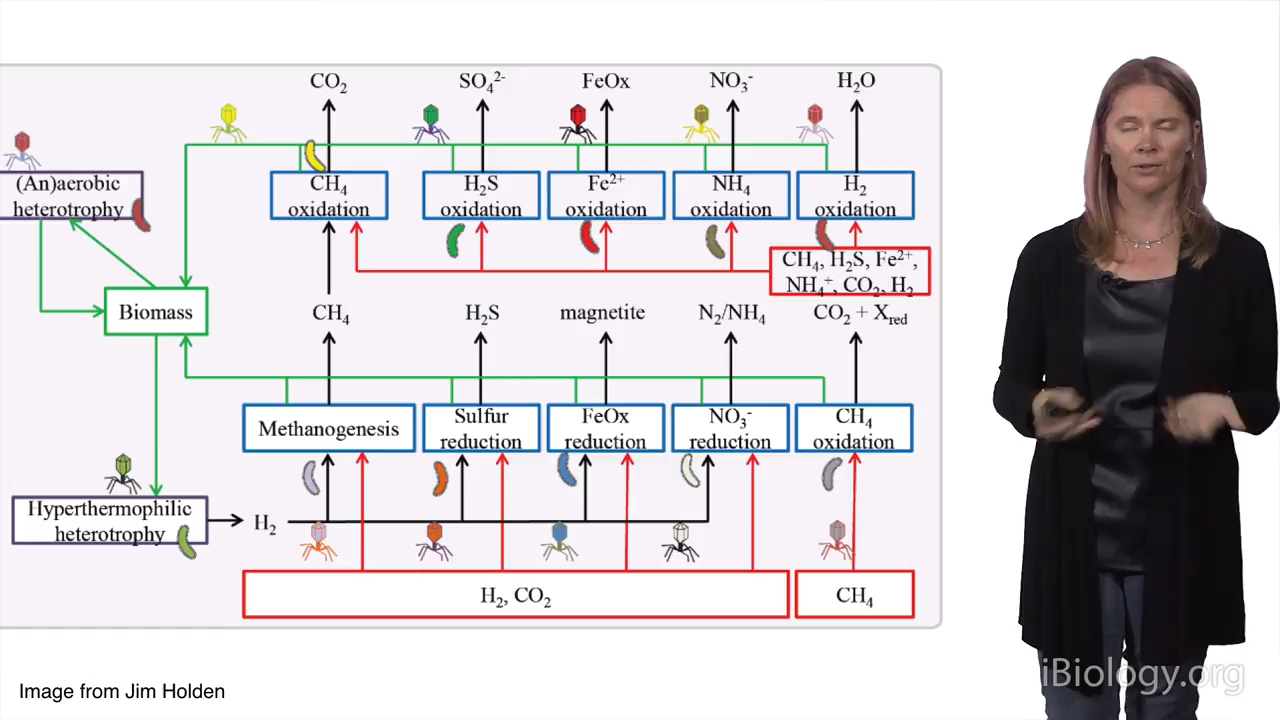 CO₂
SO₄²⁻
FeOx
NO₃⁻
H₂O
(An)aerobic
heterotrophy
CH₄
oxidation
H₂S
oxidation
Fe²⁺
oxidation
NH₄
oxidation
H₂
oxidation
CH₄, H₂S, Fe²⁺,
NH₄⁺, CO₂, H₂
Biomass
CH₄
H₂S
magnetite
N₂/NH₄
CO₂ + Xred
Methanogenesis
Sulfur
reduction
FeOx
reduction
NO₃⁻
reduction
CH₄
oxidation
Hyperthermophilic
heterotrophy
H₂
H₂, CO₂
CH₄
Image from Jim Holden
iBiology.org